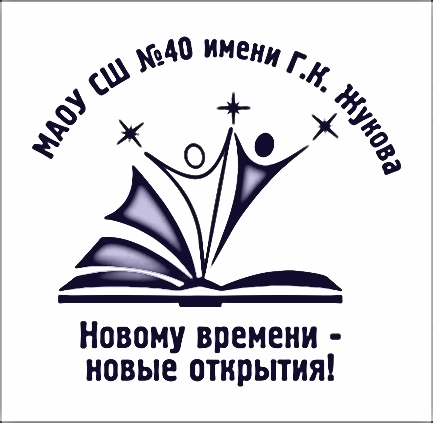 МАОУ СШ №40 имени Г.К. Жукова
Новому времени -
новые открытия!